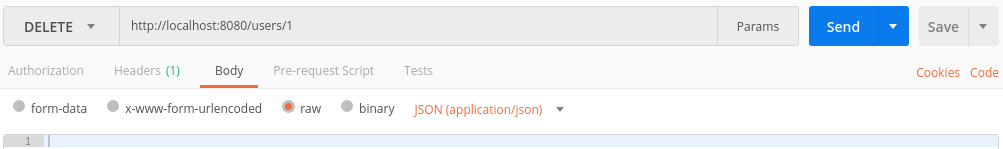 DELETE http://localhost:8080/users/1 Params Send Save
Authorization Headers (1) Body Pre-request Script Tests Cookies Code
form-data x-www-form-urlencoded raw binary JSON (application/json)
1